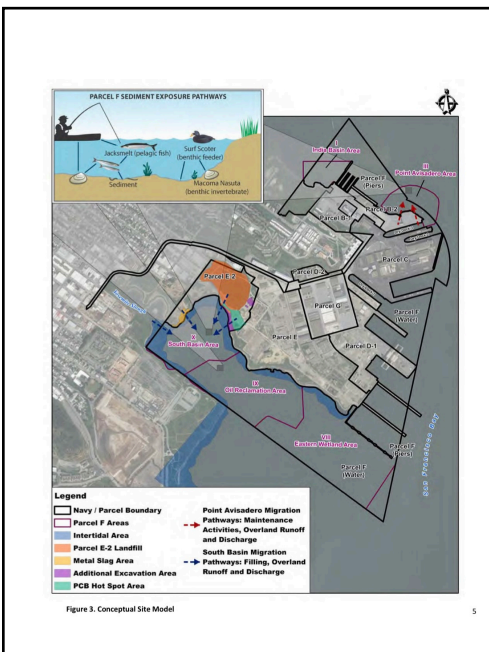 PARCEL F SEDIMENT EXPOSURE PATHWAYS
Jacksmelt (pelagic fish)
Surf Scoter
(benthic feeder)
Sediment
Macoma Nasuta
(benthic invertebrate)
I
India Basin Area
III
Point Avisadero Area
Parcel F
(Piers)
Parcel B-1
Parcel B-2
Parcel C
Parcel D-2
Parcel G
Parcel E-2
Parcel E
Parcel D-1
Parcel F
(Water)
X
South Basin Area
IX
Oil Reclamation Area
VIII
Eastern Wetland Area
Parcel F
(Piers)
Parcel F
(Water)
San Francisco Bay
Legend
Navy / Parcel Boundary
Parcel F Areas
Intertidal Area
Parcel E-2 Landfill
Metal Slag Area
Additional Excavation Area
PCB Hot Spot Area
Point Avisadero Migration
Pathways: Maintenance
Activities, Overland Runoff
and Discharge
South Basin Migration
Pathways: Filling, Overland
Runoff and Discharge
Figure 3. Conceptual Site Model
5